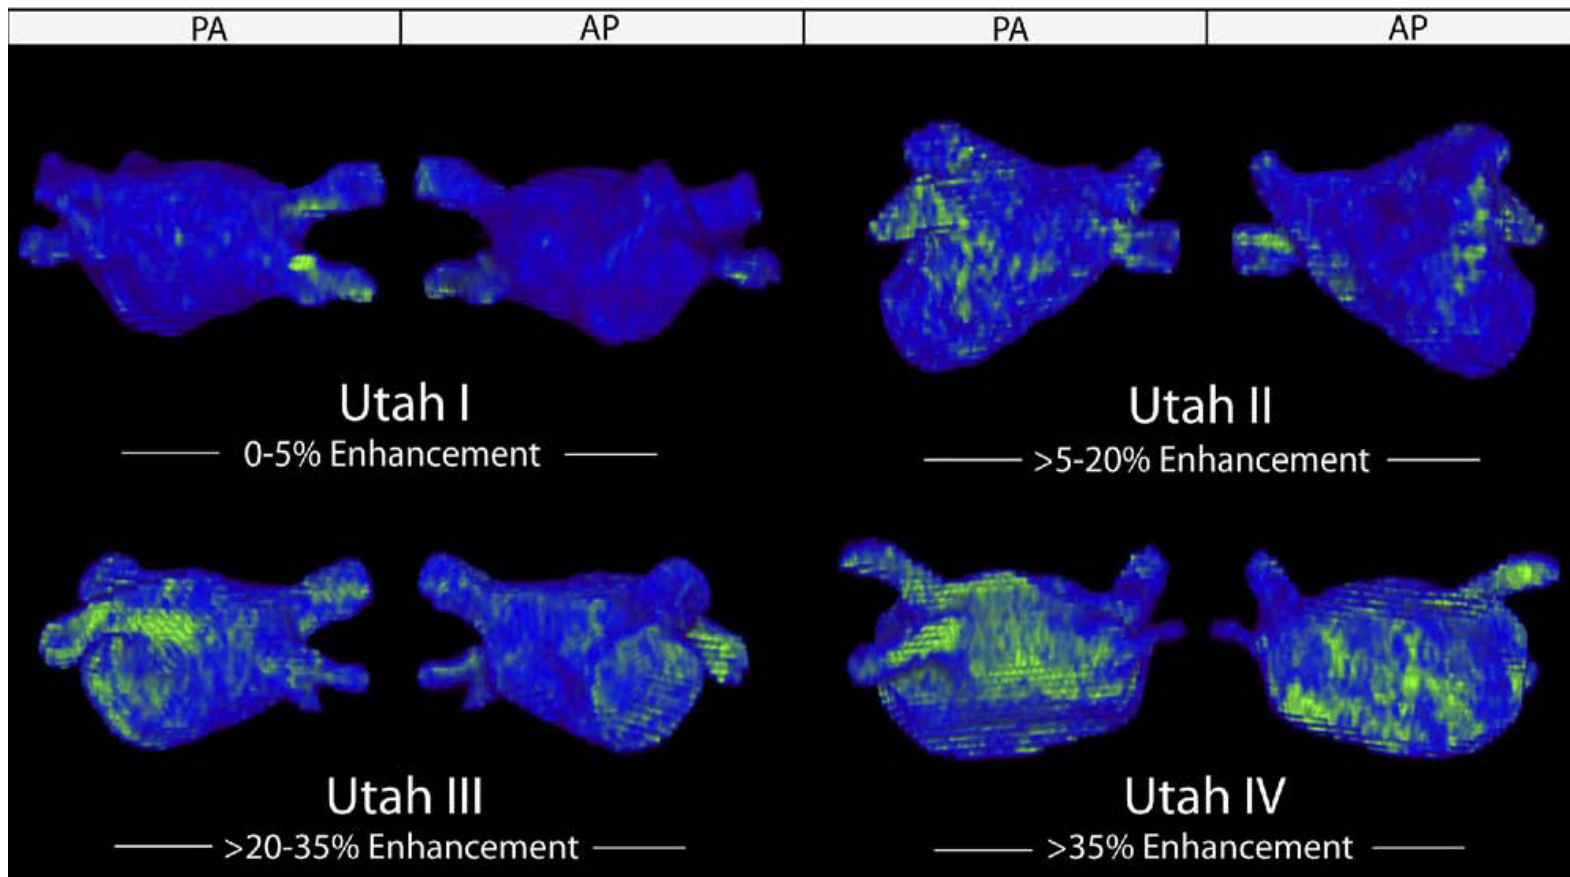 PA AP PA AP
Utah I
0-5% Enhancement
Utah II
>5-20% Enhancement
Utah III
>20-35% Enhancement
Utah IV
>35% Enhancement